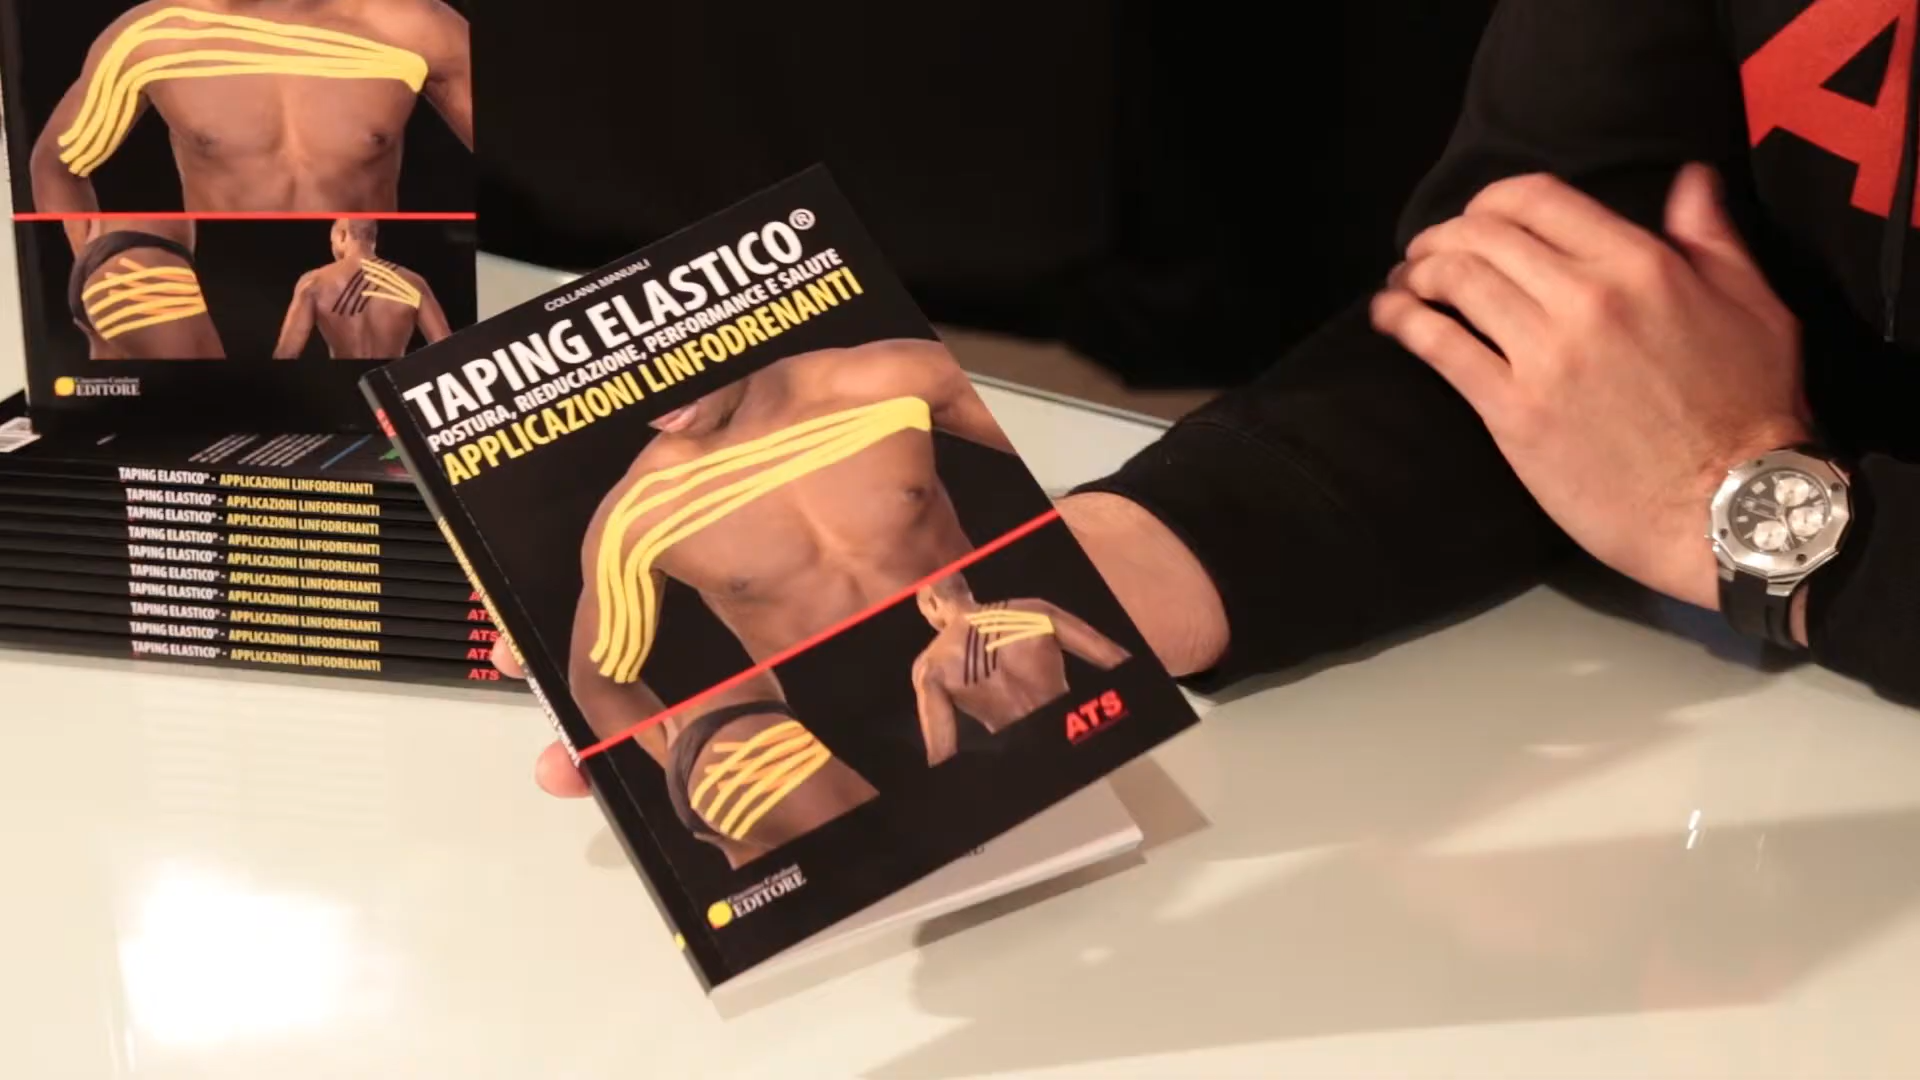 COLLANA MANUALI
TAPING ELASTICO®
POSTURA, RIEDUCAZIONE, PERFORMANCE E SALUTE
APPLICAZIONI LINFODRENANTI
ATS
EDITORE
EDITORE
TAPING ELASTICO® - APPLICAZIONI LINFODRENANTI
TAPING ELASTICO® - APPLICAZIONI LINFODRENANTI
TAPING ELASTICO® - APPLICAZIONI LINFODRENANTI
TAPING ELASTICO® - APPLICAZIONI LINFODRENANTI
TAPING ELASTICO® - APPLICAZIONI LINFODRENANTI
TAPING ELASTICO® - APPLICAZIONI LINFODRENANTI
TAPING ELASTICO® - APPLICAZIONI LINFODRENANTI
TAPING ELASTICO® - APPLICAZIONI LINFODRENANTI ATS
TAPING ELASTICO® - APPLICAZIONI LINFODRENANTI ATS
TAPING ELASTICO® - APPLICAZIONI LINFODRENANTI ATS
ATS
A